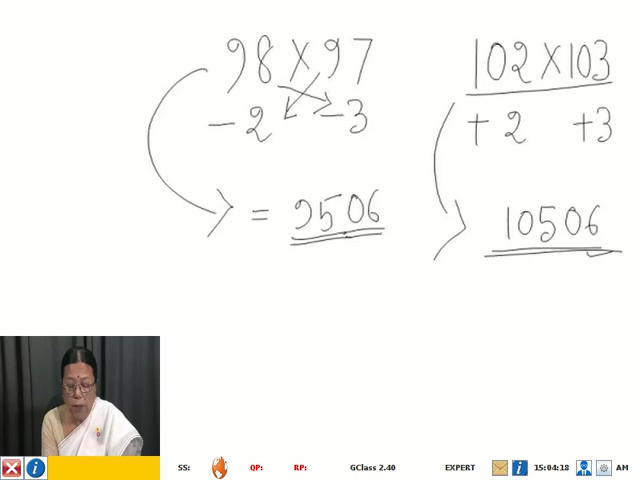 98 × 97 102 × 103
- 2 - 3 + 2 + 3
= 9506 10506
SS: QP: RP: GClass 2.40 EXPERT 15:04:18 AM